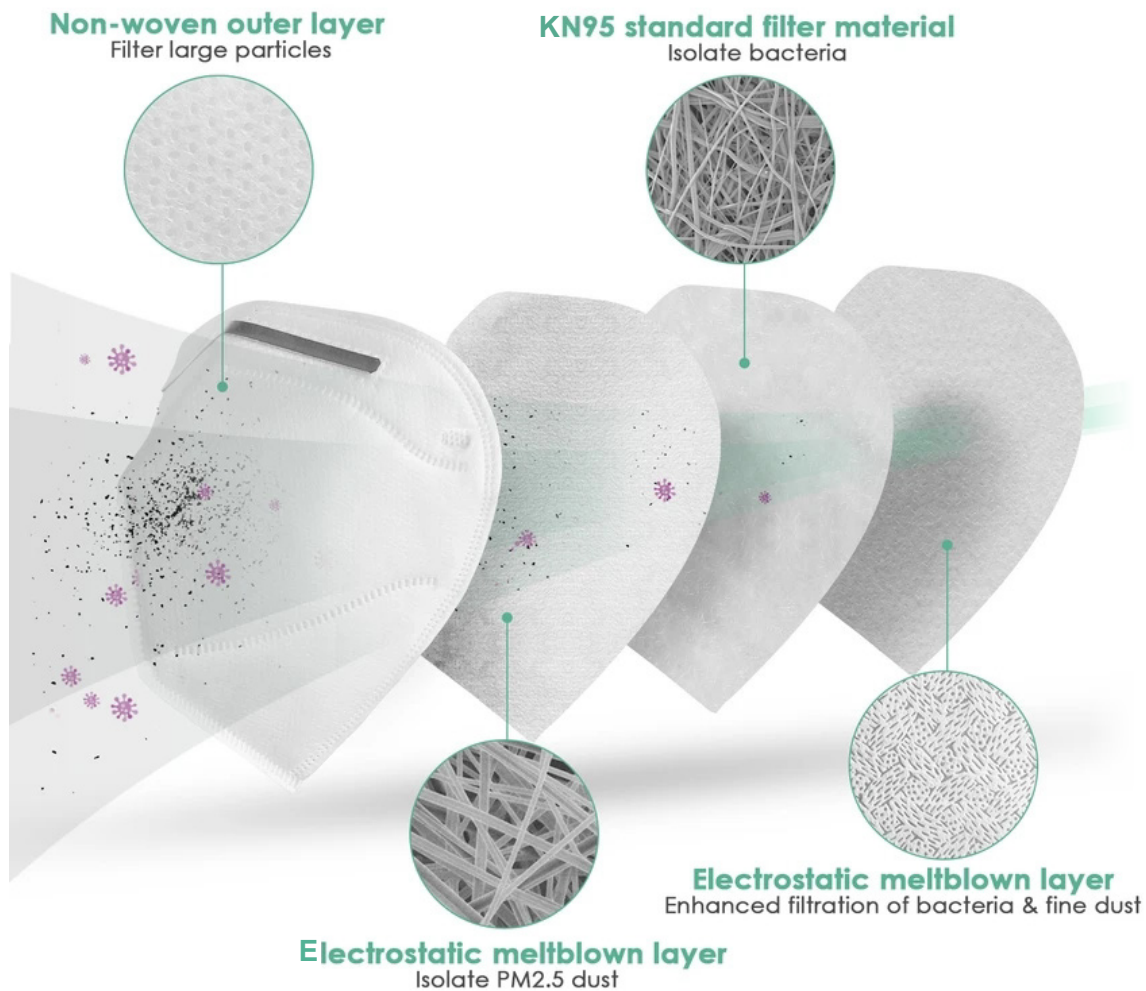 Non-woven outer layer
Filter large particles
KN95 standard filter material
Isolate bacteria
Electrostatic meltblown layer
Enhanced filtration of bacteria & fine dust
Electrostatic meltblown layer
Isolate PM2.5 dust